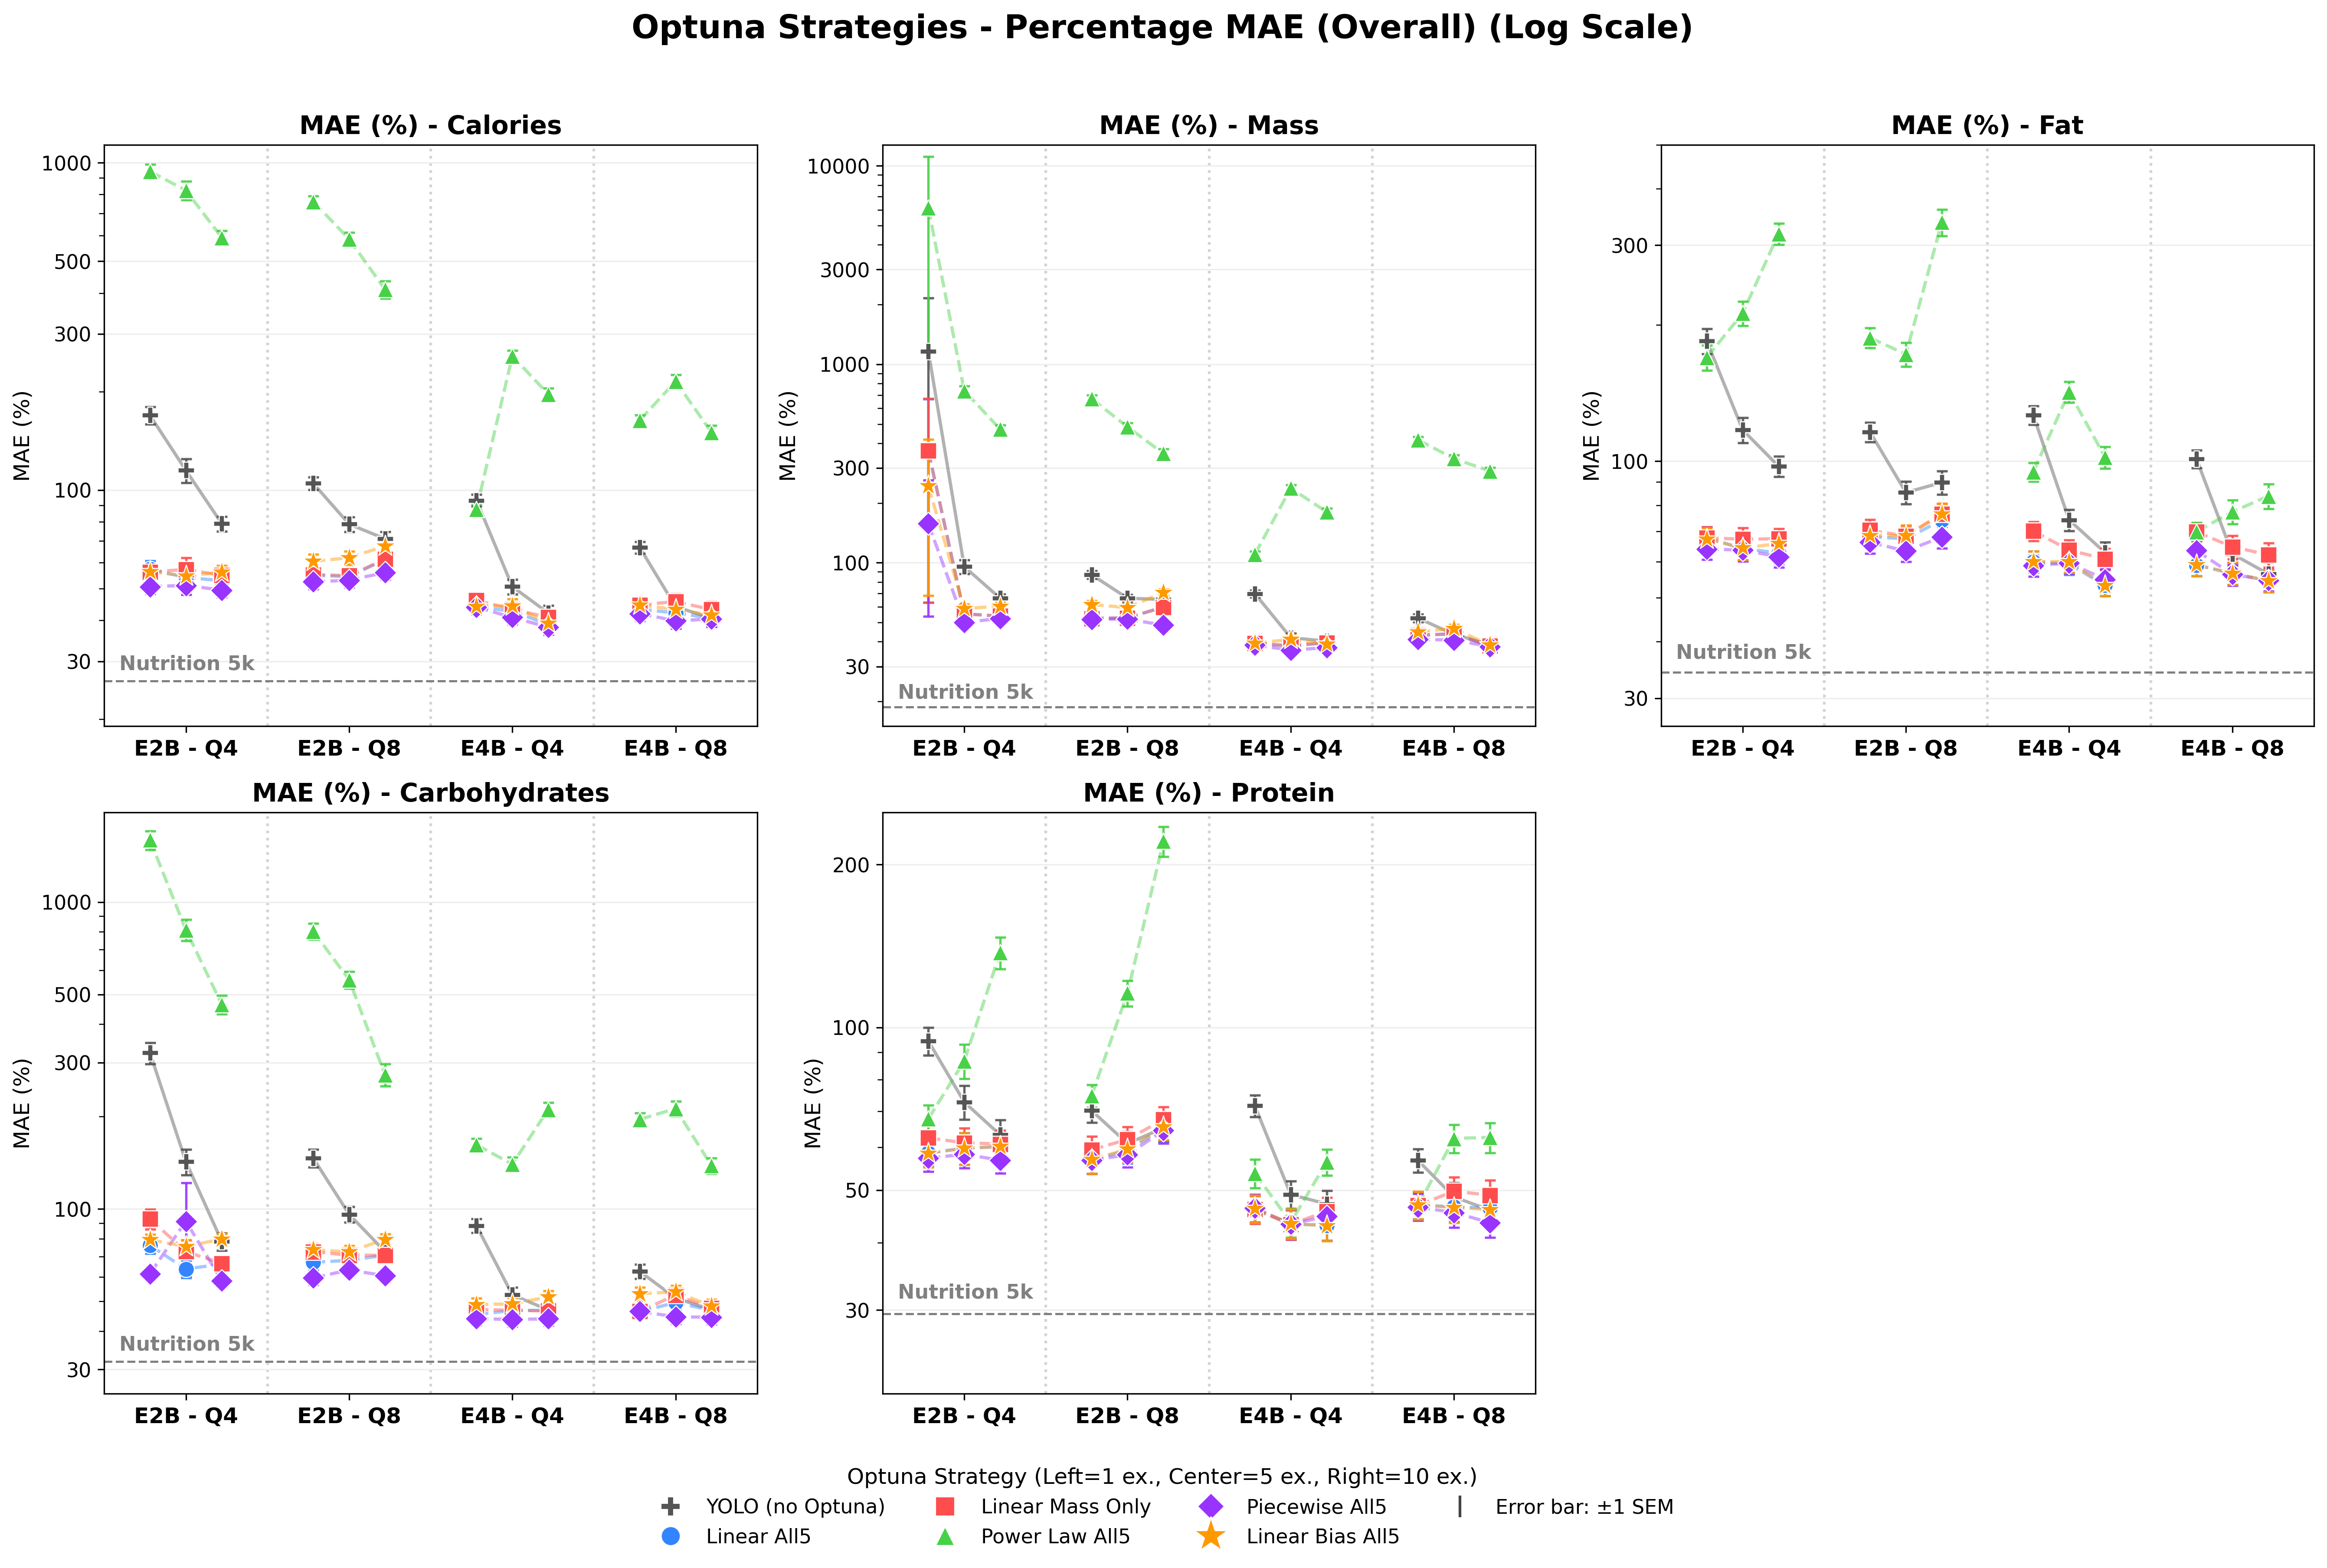 Optuna Strategies - Percentage MAE (Overall) (Log Scale)
MAE (%) - Calories
MAE (%)
1000
500
300
100
30
Nutrition 5k
E2B - Q4
E2B - Q8
E4B - Q4
E4B - Q8
MAE (%) - Mass
MAE (%)
10000
3000
1000
300
100
30
Nutrition 5k
E2B - Q4
E2B - Q8
E4B - Q4
E4B - Q8
MAE (%) - Fat
MAE (%)
300
100
30
Nutrition 5k
E2B - Q4
E2B - Q8
E4B - Q4
E4B - Q8
MAE (%) - Carbohydrates
MAE (%)
1000
500
300
100
30
Nutrition 5k
E2B - Q4
E2B - Q8
E4B - Q4
E4B - Q8
MAE (%) - Protein
MAE (%)
200
100
50
30
Nutrition 5k
E2B - Q4
E2B - Q8
E4B - Q4
E4B - Q8
Optuna Strategy (Left=1 ex., Center=5 ex., Right=10 ex.)
YOLO (no Optuna)
Linear All5
Linear Mass Only
Power Law All5
Piecewise All5
Linear Bias All5
Error bar: ±1 SEM